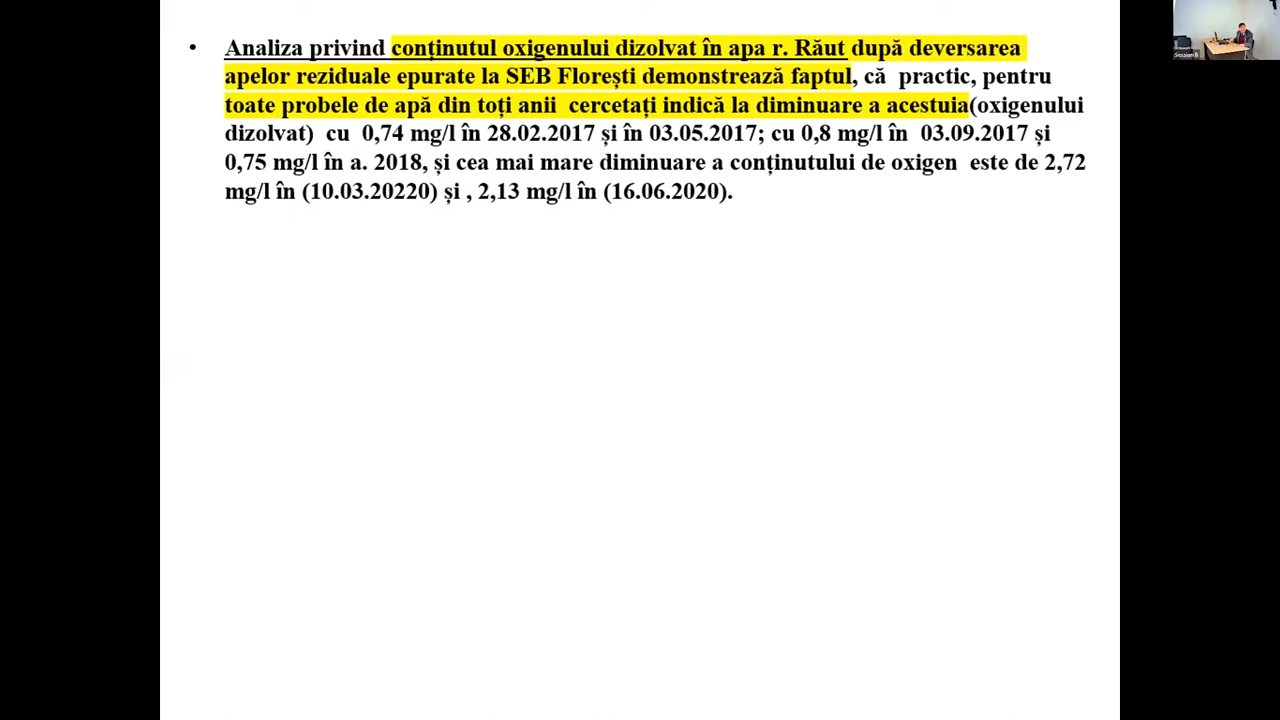 • Analiza privind conținutul oxigenului dizolvat în apa r. Răut după deversarea
apelor reziduale epurate la SEB Florești demonstrează faptul, că  practic, pentru
toate probele de apă din toți anii  cercetați indică la diminuare a acestuia(oxigenului
dizolvat)  cu  0,74 mg/l în 28.02.2017 și în 03.05.2017; cu 0,8 mg/l în  03.09.2017 și
0,75 mg/l în a. 2018, și cea mai mare diminuare a conținutului de oxigen  este de 2,72
mg/l în (10.03.20220) și , 2,13 mg/l în (16.06.2020).
Session B